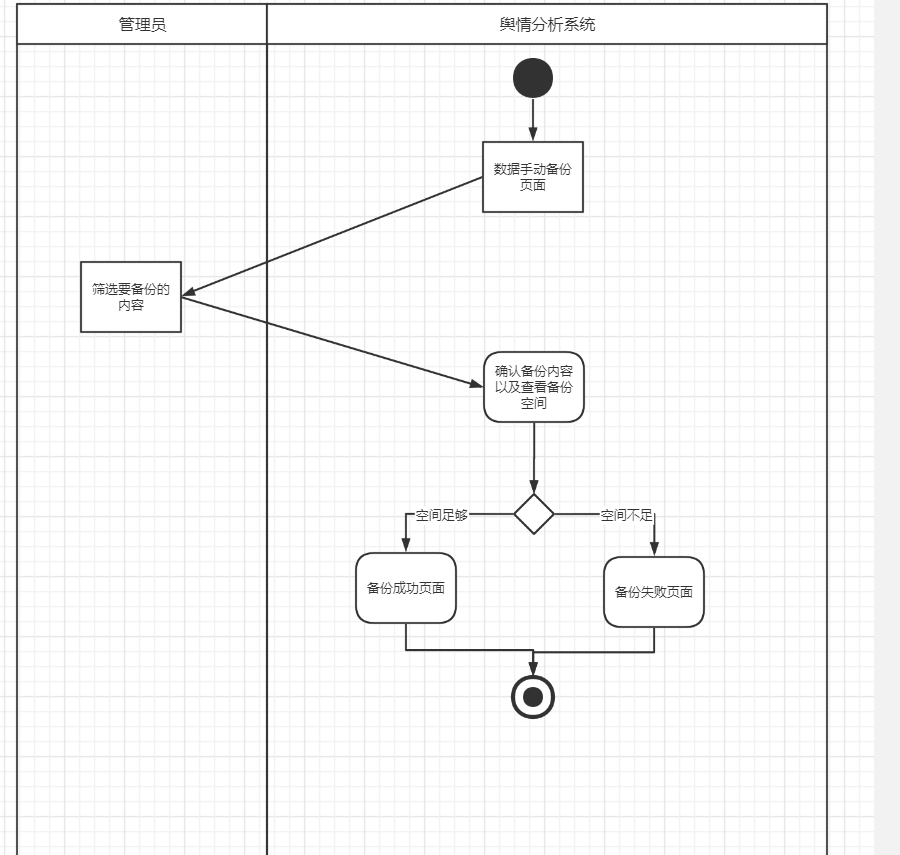 管理员
舆情分析系统
数据手动备份
页面
筛选要备份的
内容
确认备份内容
以及查看备份
空间
空间足够
空间不足
备份成功页面
备份失败页面